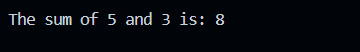 The sum of 5 and 3 is: 8